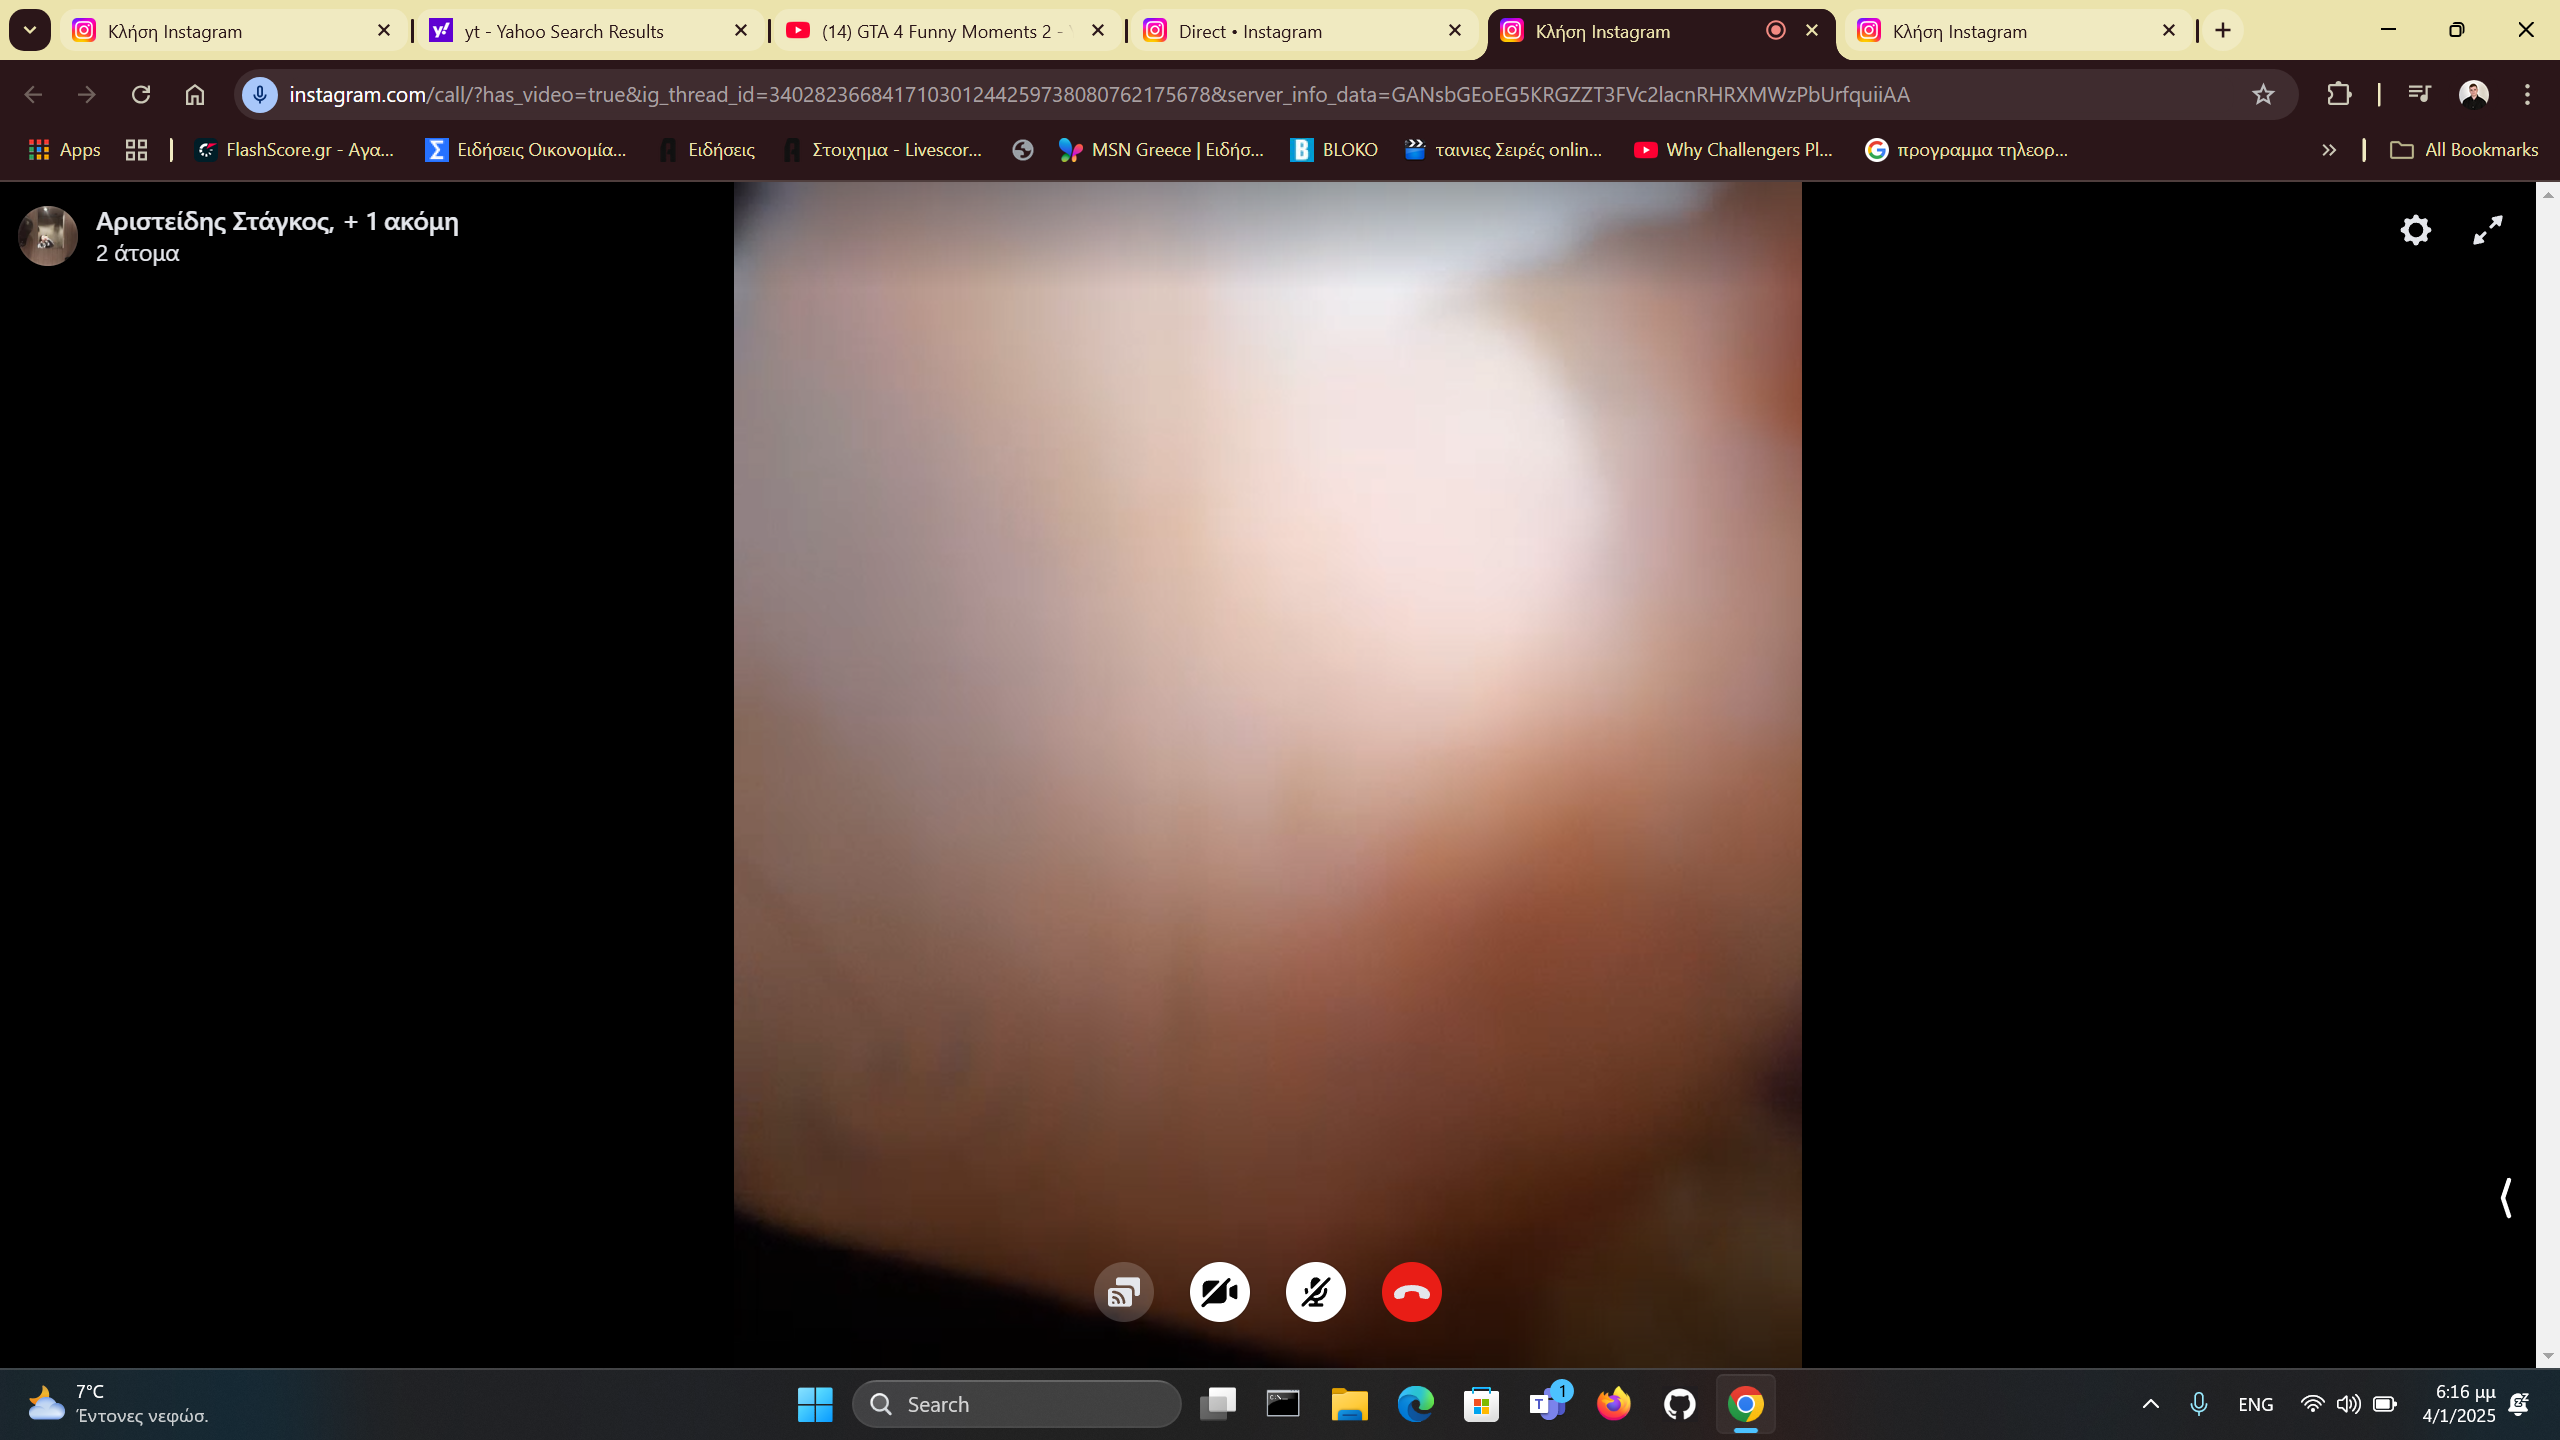 Κλήση Instagram
yt - Yahoo Search Results
(14) GTA 4 Funny Moments 2 -
Direct • Instagram
Κλήση Instagram
Κλήση Instagram
instagram.com/call/?has_video=true&ig_thread_id=340282366841710301244259738080762175678&server_info_data=GANsbGEoEG5KRGZZT3FVc2lacnRHRXMWzPbUrfquiiAA
Apps
FlashScore.gr - Αγα...
Ειδήσεις Οικονομία...
Ειδήσεις
Στοιχημα - Livescor...
MSN Greece | Ειδήσ...
BLOKO
ταινιες Σειρές onlin...
Why Challengers Pl...
προγραμμα τηλεορ...
All Bookmarks
Αριστείδης Στάγκος, + 1 ακόμη
2 άτομα
7°C
Έντονες νεφώσ.
Search
1
ENG
6:16 μμ
4/1/2025